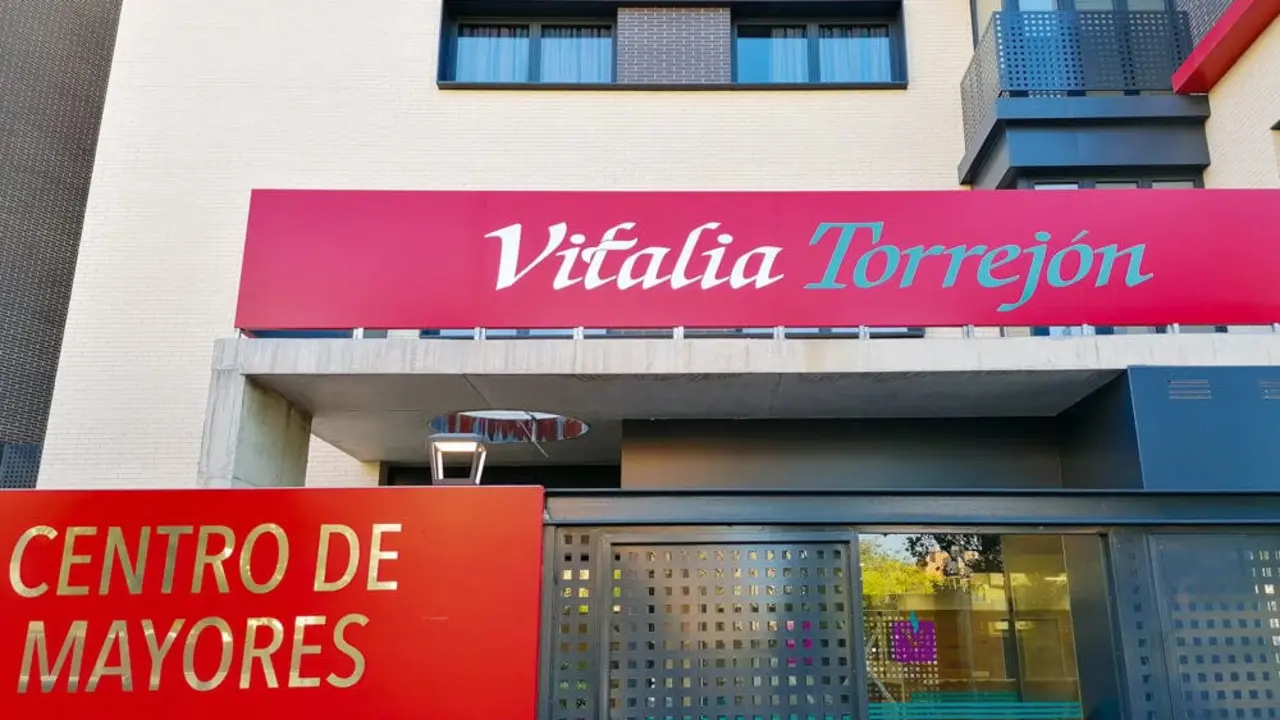 Vitalia Torrejón
CENTRO DE
MAYORES